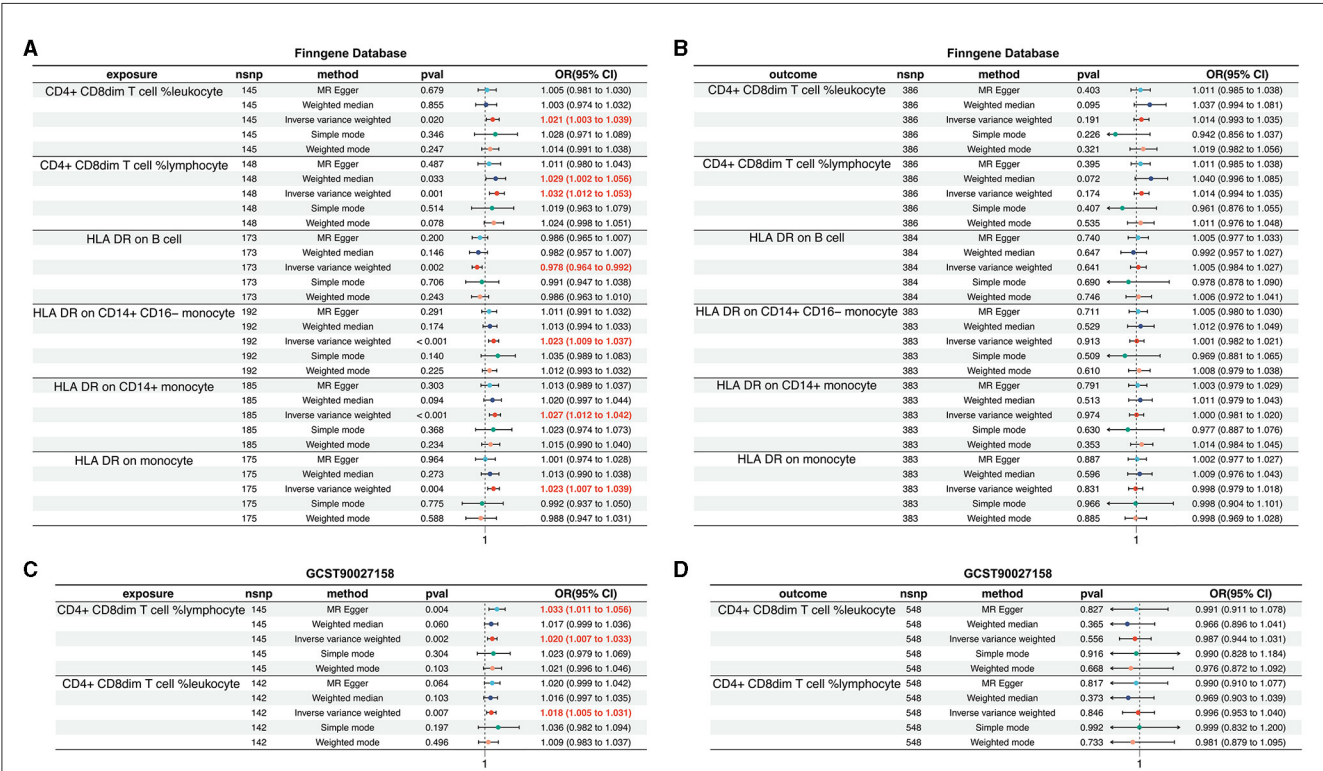 A
Finngene Database
exposure nsnp method pval OR(95% CI)
CD4+ CD8dim T cell %leukocyte 145 MR Egger 0.679 1.005 (0.981 to 1.030)
145 Weighted median 0.855 1.003 (0.974 to 1.032)
145 Inverse variance weighted 0.020 1.021 (1.003 to 1.039)
145 Simple mode 0.346 1.028 (0.971 to 1.089)
145 Weighted mode 0.247 1.014 (0.991 to 1.038)
CD4+ CD8dim T cell %lymphocyte 148 MR Egger 0.487 1.011 (0.980 to 1.043)
148 Weighted median 0.033 1.029 (1.002 to 1.056)
148 Inverse variance weighted 0.001 1.032 (1.012 to 1.053)
148 Simple mode 0.514 1.019 (0.963 to 1.079)
148 Weighted mode 0.078 1.024 (0.998 to 1.051)
HLA DR on B cell 173 MR Egger 0.200 0.986 (0.965 to 1.007)
173 Weighted median 0.146 0.982 (0.957 to 1.007)
173 Inverse variance weighted 0.002 0.978 (0.964 to 0.992)
173 Simple mode 0.706 0.991 (0.947 to 1.038)
173 Weighted mode 0.243 0.986 (0.963 to 1.010)
HLA DR on CD14+ CD16− monocyte 192 MR Egger 0.291 1.011 (0.991 to 1.032)
192 Weighted median 0.174 1.013 (0.994 to 1.033)
192 Inverse variance weighted < 0.001 1.023 (1.009 to 1.037)
192 Simple mode 0.140 1.035 (0.989 to 1.083)
192 Weighted mode 0.225 1.012 (0.993 to 1.032)
HLA DR on CD14+ monocyte 185 MR Egger 0.303 1.013 (0.989 to 1.037)
185 Weighted median 0.094 1.020 (0.997 to 1.044)
185 Inverse variance weighted < 0.001 1.027 (1.012 to 1.042)
185 Simple mode 0.368 1.023 (0.974 to 1.073)
185 Weighted mode 0.234 1.015 (0.990 to 1.040)
HLA DR on monocyte 175 MR Egger 0.964 1.001 (0.974 to 1.028)
175 Weighted median 0.273 1.013 (0.990 to 1.038)
175 Inverse variance weighted 0.004 1.023 (1.007 to 1.039)
175 Simple mode 0.775 0.992 (0.937 to 1.050)
175 Weighted mode 0.588 0.988 (0.947 to 1.031)
1
B
Finngene Database
outcome nsnp method pval OR(95% CI)
CD4+ CD8dim T cell %leukocyte 386 MR Egger 0.403 1.011 (0.985 to 1.038)
386 Weighted median 0.095 1.037 (0.994 to 1.081)
386 Inverse variance weighted 0.191 1.014 (0.993 to 1.035)
386 Simple mode 0.226 0.942 (0.856 to 1.037)
386 Weighted mode 0.321 1.019 (0.982 to 1.056)
CD4+ CD8dim T cell %lymphocyte 386 MR Egger 0.395 1.011 (0.985 to 1.038)
386 Weighted median 0.072 1.040 (0.996 to 1.085)
386 Inverse variance weighted 0.174 1.014 (0.994 to 1.035)
386 Simple mode 0.407 0.961 (0.876 to 1.055)
386 Weighted mode 0.535 1.011 (0.976 to 1.048)
HLA DR on B cell 384 MR Egger 0.740 1.005 (0.977 to 1.033)
384 Weighted median 0.647 0.992 (0.957 to 1.027)
384 Inverse variance weighted 0.641 1.005 (0.984 to 1.027)
384 Simple mode 0.690 0.978 (0.878 to 1.090)
384 Weighted mode 0.746 1.006 (0.972 to 1.041)
HLA DR on CD14+ CD16− monocyte 383 MR Egger 0.711 1.005 (0.980 to 1.030)
383 Weighted median 0.529 1.012 (0.976 to 1.049)
383 Inverse variance weighted 0.913 1.001 (0.982 to 1.021)
383 Simple mode 0.509 0.969 (0.881 to 1.065)
383 Weighted mode 0.610 1.008 (0.979 to 1.038)
HLA DR on CD14+ monocyte 383 MR Egger 0.791 1.003 (0.979 to 1.029)
383 Weighted median 0.513 1.011 (0.979 to 1.043)
383 Inverse variance weighted 0.974 1.000 (0.981 to 1.020)
383 Simple mode 0.630 0.977 (0.887 to 1.076)
383 Weighted mode 0.353 1.014 (0.984 to 1.045)
HLA DR on monocyte 383 MR Egger 0.887 1.002 (0.977 to 1.027)
383 Weighted median 0.596 1.009 (0.976 to 1.043)
383 Inverse variance weighted 0.831 0.998 (0.979 to 1.018)
383 Simple mode 0.966 0.998 (0.904 to 1.101)
383 Weighted mode 0.885 0.998 (0.969 to 1.028)
1
C
GCST90027158
exposure nsnp method pval OR(95% CI)
CD4+ CD8dim T cell %lymphocyte 145 MR Egger 0.004 1.033 (1.011 to 1.056)
145 Weighted median 0.060 1.017 (0.999 to 1.036)
145 Inverse variance weighted 0.002 1.020 (1.007 to 1.033)
145 Simple mode 0.304 1.023 (0.979 to 1.069)
145 Weighted mode 0.103 1.021 (0.996 to 1.046)
CD4+ CD8dim T cell %leukocyte 142 MR Egger 0.064 1.020 (0.999 to 1.042)
142 Weighted median 0.103 1.016 (0.997 to 1.035)
142 Inverse variance weighted 0.007 1.018 (1.005 to 1.031)
142 Simple mode 0.197 1.036 (0.982 to 1.094)
142 Weighted mode 0.496 1.009 (0.983 to 1.037)
1
D
GCST90027158
outcome nsnp method pval OR(95% CI)
CD4+ CD8dim T cell %leukocyte 548 MR Egger 0.827 0.991 (0.911 to 1.078)
548 Weighted median 0.365 0.966 (0.896 to 1.041)
548 Inverse variance weighted 0.556 0.987 (0.944 to 1.031)
548 Simple mode 0.916 0.990 (0.828 to 1.184)
548 Weighted mode 0.668 0.976 (0.872 to 1.092)
CD4+ CD8dim T cell %lymphocyte 548 MR Egger 0.817 0.990 (0.910 to 1.077)
548 Weighted median 0.373 0.969 (0.903 to 1.039)
548 Inverse variance weighted 0.846 0.996 (0.953 to 1.040)
548 Simple mode 0.992 0.999 (0.832 to 1.200)
548 Weighted mode 0.733 0.981 (0.879 to 1.095)
1